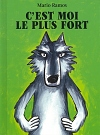 Mario Ramos
C'EST MOI
LE PLUS FORT